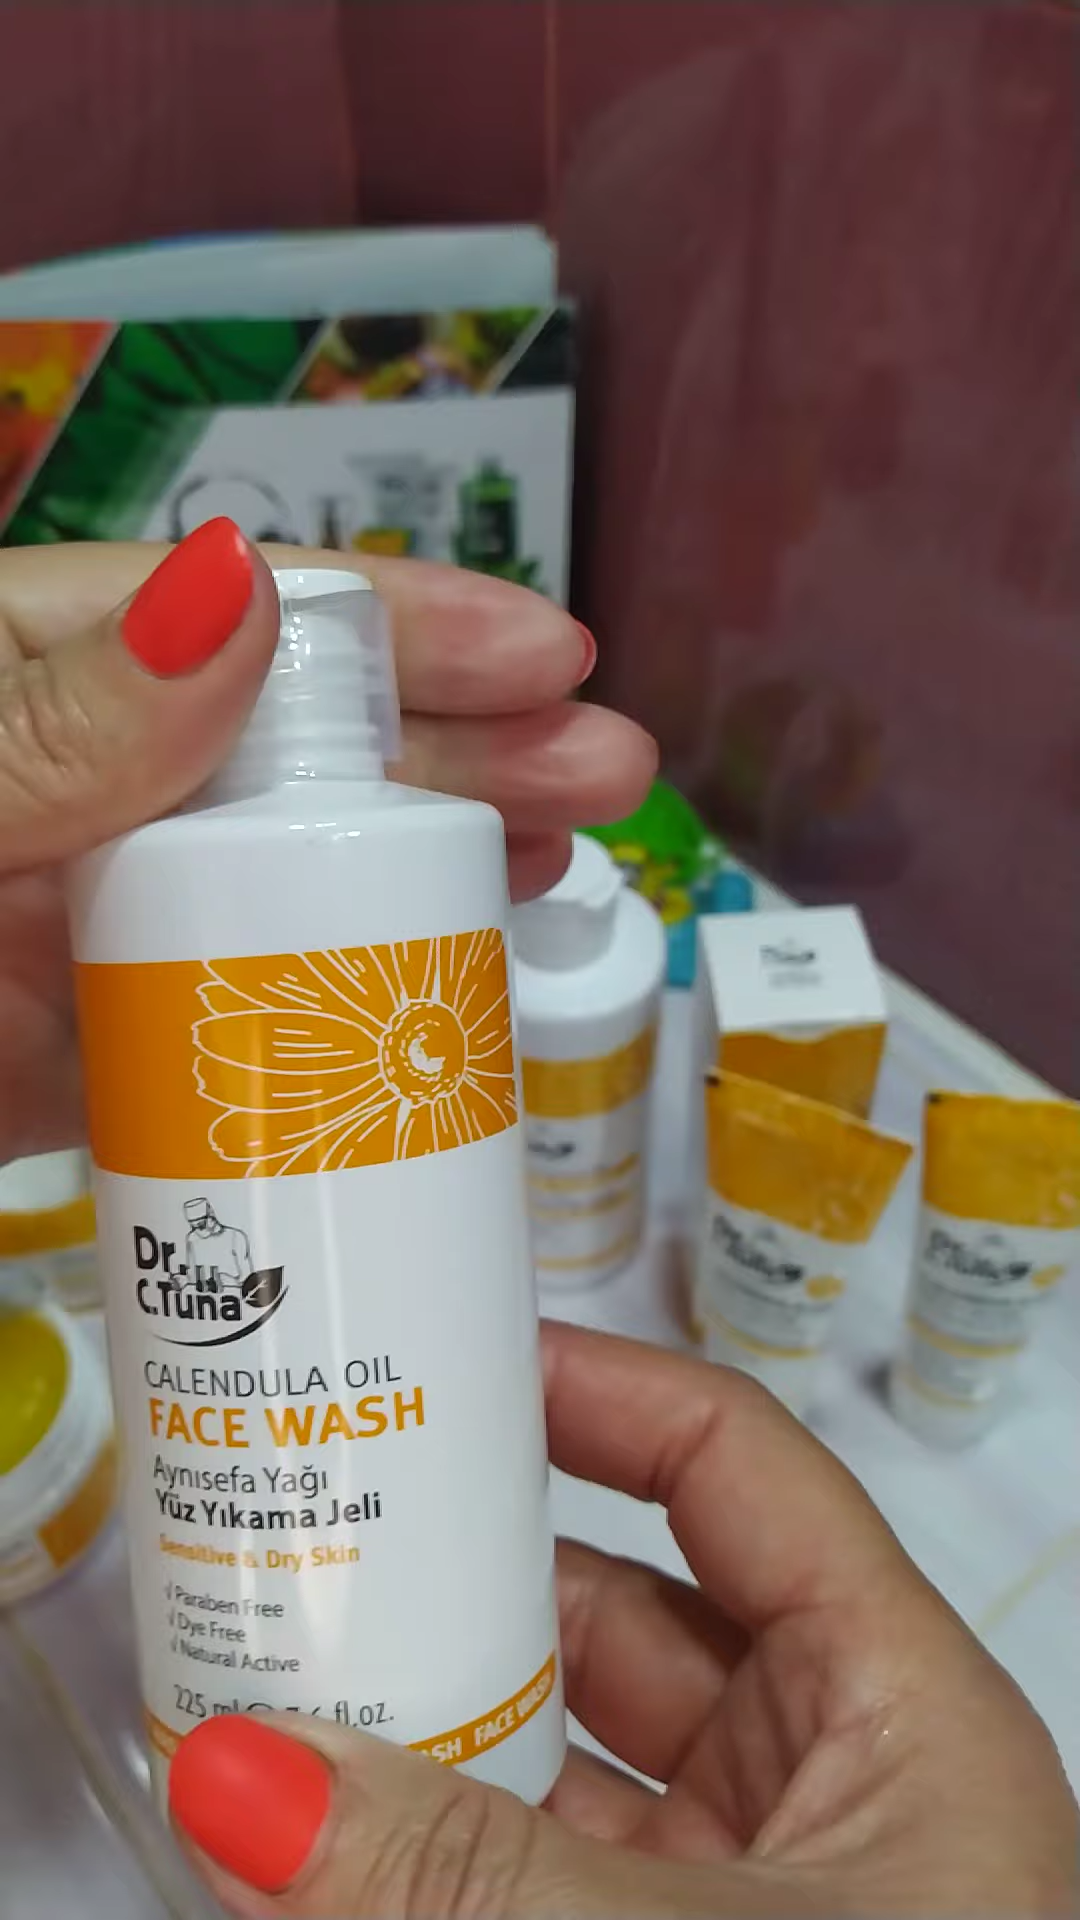 Dr.
C.Tuna
CALENDULA OIL
FACE WASH
Aynısefa Yağı
Yüz Yıkama Jeli
Sensitive & Dry Skin
√ Paraben Free
√ Dye Free
√ Natural Active
225 ml fl.oz.
FACE WASH